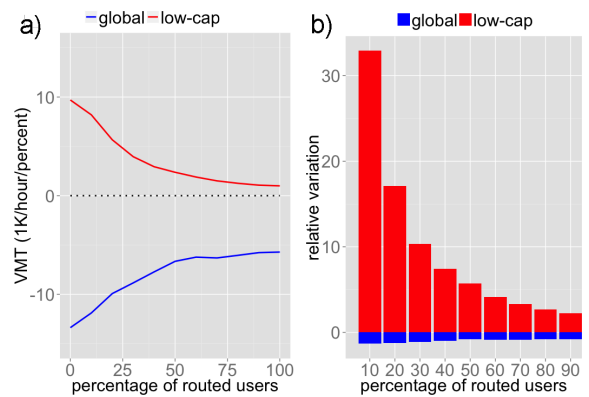 a)
global low-cap
VMT (1K/hour/percent)
10
0
-10
0 25 50 75 100
percentage of routed users
b)
global low-cap
relative variation
30
20
10
0
10 20 30 40 50 60 70 80 90
percentage of routed users